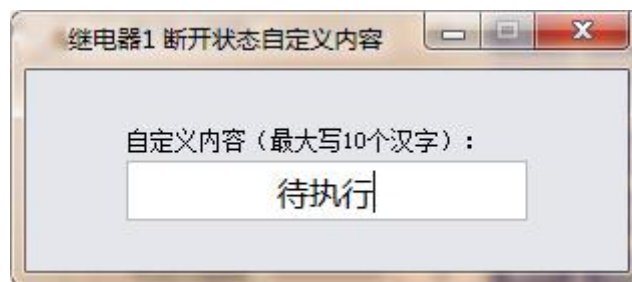 继电器1 断开状态自定义内容
自定义内容（最大写10个汉字）：
待执行